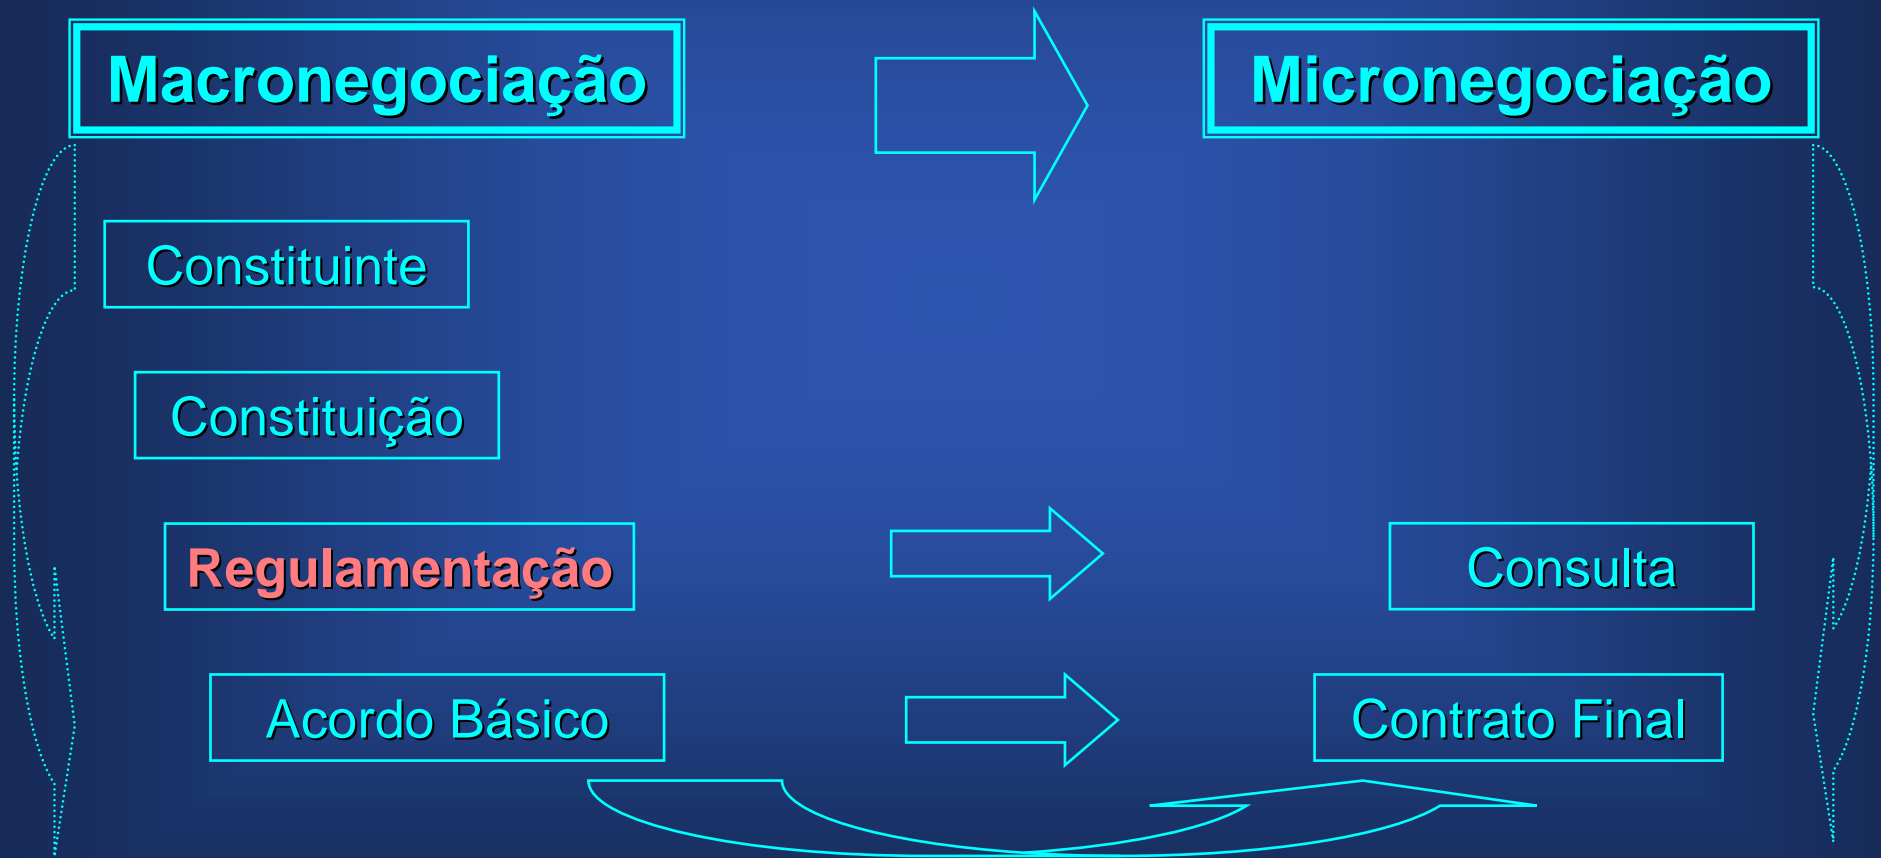 Macronegociação
Micronegociação
Constituinte
Constituição
Regulamentação
Consulta
Acordo Básico
Contrato Final